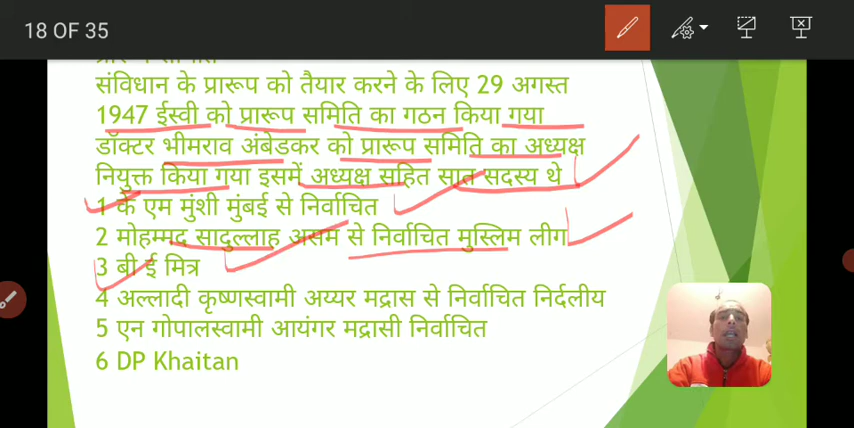 18 OF 35
संविधान के प्रारूप को तैयार करने के लिए 29 अगस्त
1947 ईस्वी को प्रारूप समिति का गठन किया गया
डॉक्टर भीमराव अंबेडकर को प्रारूप समिति का अध्यक्ष
नियुक्त किया गया इसमें अध्यक्ष सहित सात सदस्य थे
1 के एम मुंशी मुंबई से निर्वाचित
2 मोहम्मद सादुल्लाह असम से निर्वाचित मुस्लिम लीग
3 बी ई मित्र
4 अल्लादी कृष्णस्वामी अय्यर मद्रास से निर्वाचित निर्दलीय
5 एन गोपालस्वामी आयंगर मद्रासी निर्वाचित
6 DP Khaitan